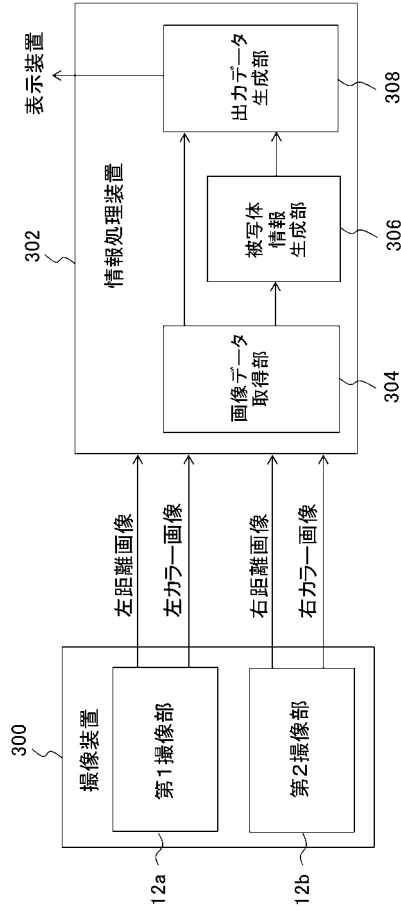 300
撮像装置
第1撮像部
12a
第2撮像部
12b
左距離画像
左カラー画像
右距離画像
右カラー画像
302
情報処理装置
画像データ
取得部
304
被写体
情報
生成部
306
出力データ
生成部
308
表示装置